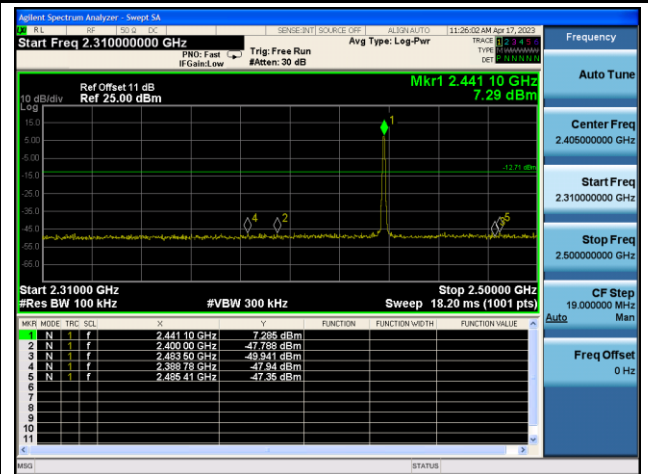 Agilent Spectrum Analyzer - Swept SA
RL RF 50 Ω DC SENSE:INT SOURCE OFF ALIGN AUTO 11:26:02 AM Apr 17, 2023
Start Freq 2.310000000 GHz
PNO: Fast
IFGain:Low
Trig: Free Run
#Atten: 30 dB
Avg Type: Log-Pwr
TRACE 1 2 3 4 5 6
TYPE
DET P N N N N N
Frequency
Auto Tune
Center Freq
2.405000000 GHz
Start Freq
2.310000000 GHz
Stop Freq
2.500000000 GHz
CF Step
19.000000 MHz
Auto Man
Freq Offset
0 Hz
Mkr1 2.441 10 GHz
7.29 dBm
Ref Offset 11 dB
10 dB/div Ref 25.00 dBm
Log
15.0
5.00
-5.00
-15.0
-25.0
-35.0
-45.0
-55.0
-65.0
1
-12.71 dBm
4 2 5
Start 2.31000 GHz Stop 2.50000 GHz
#Res BW 100 kHz #VBW 300 kHz Sweep 18.20 ms (1001 pts)
MKR MODE TRC SCL X Y FUNCTION FUNCTION WIDTH FUNCTION VALUE
1 N 1 f 2.441 10 GHz 7.285 dBm
2 N 1 f 2.400 00 GHz -47.788 dBm
3 N 1 f 2.483 50 GHz -49.941 dBm
4 N 1 f 2.388 78 GHz -47.94 dBm
5 N 1 f 2.485 41 GHz -47.35 dBm
6
7
8
9
10
11
MSG STATUS